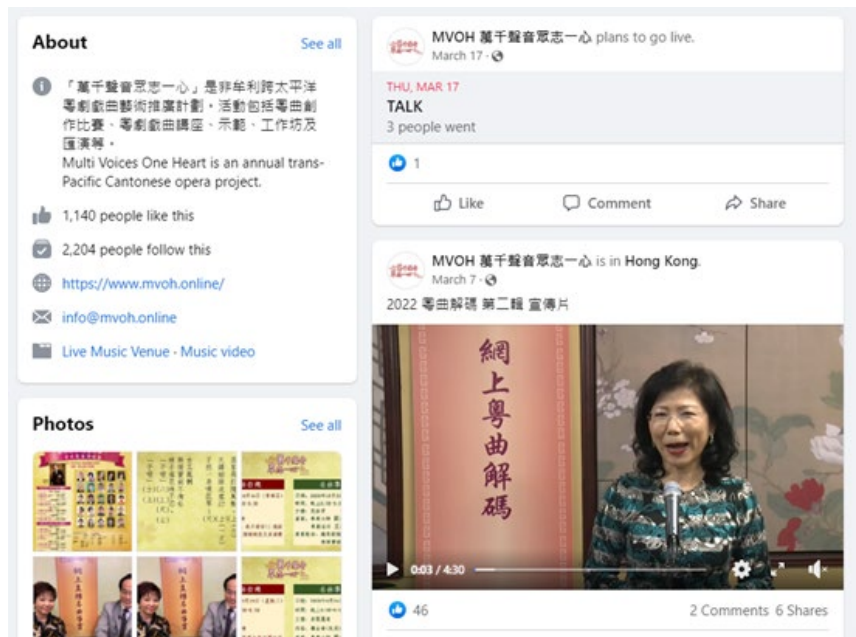 About
See all
「萬千聲音眾志一心」是非牟利跨太平洋
粵劇戲曲藝術推廣計劃。活動包括粵曲創
作比賽、粵劇戲曲講座、示範、工作坊及
匯演等。
Multi Voices One Heart is an annual trans-
Pacific Cantonese opera project.
1,140 people like this
2,204 people follow this
https://www.mvoh.online/
info@mvoh.online
Live Music Venue · Music video
Photos
See all
MVOH 萬千聲音眾志一心 plans to go live.
March 17 ·
THU, MAR 17
TALK
3 people went
1
Like
Comment
Share
MVOH 萬千聲音眾志一心 is in Hong Kong.
March 7 ·
2022 粵曲解碼 第二輯 宣傳片
網上粵曲解碼
0:03 / 4:30
46
2 Comments 6 Shares